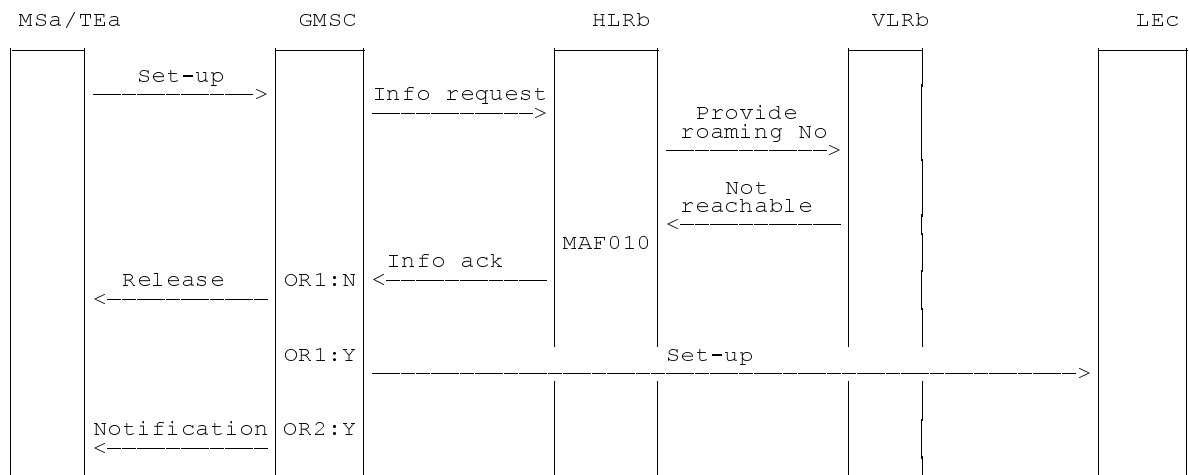 MSa/TEa GMSC HLRb VLRb LEc
Set-up
Info request
Provide
roaming No
Not
reachable
MAF010
Info ack
Release OR1:N
OR1:Y Set-up
Notification OR2:Y